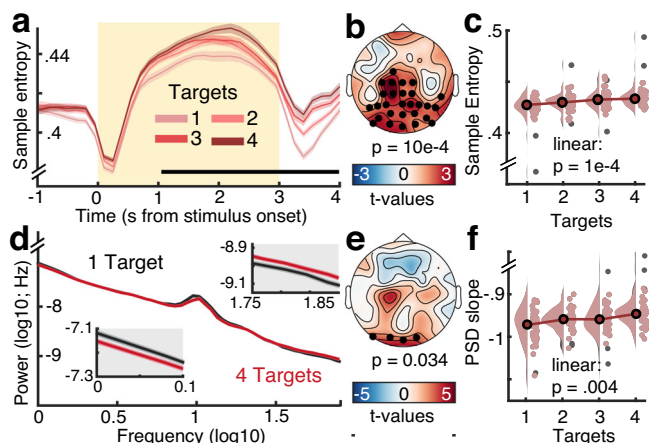 a
Sample entropy
.44
.4
Targets
1 2
3 4
-1 0 1 2 3 4
Time (s from stimulus onset)
b
p = 10e-4
-3 0 3
t-values
c
Sample Entropy
.5
.4
linear:
p = 1e-4
1 2 3 4
Targets
d
Power (log10; Hz)
-8
-9
1 Target
-8.9
-9.1
1.75 1.85
-7.1
-7.3
0 0.1
4 Targets
0 0.5 1 1.5
Frequency (log10)
e
p = 0.034
-5 0 5
t-values
f
PSD slope
-.9
-1
linear:
p = .004
1 2 3 4
Targets